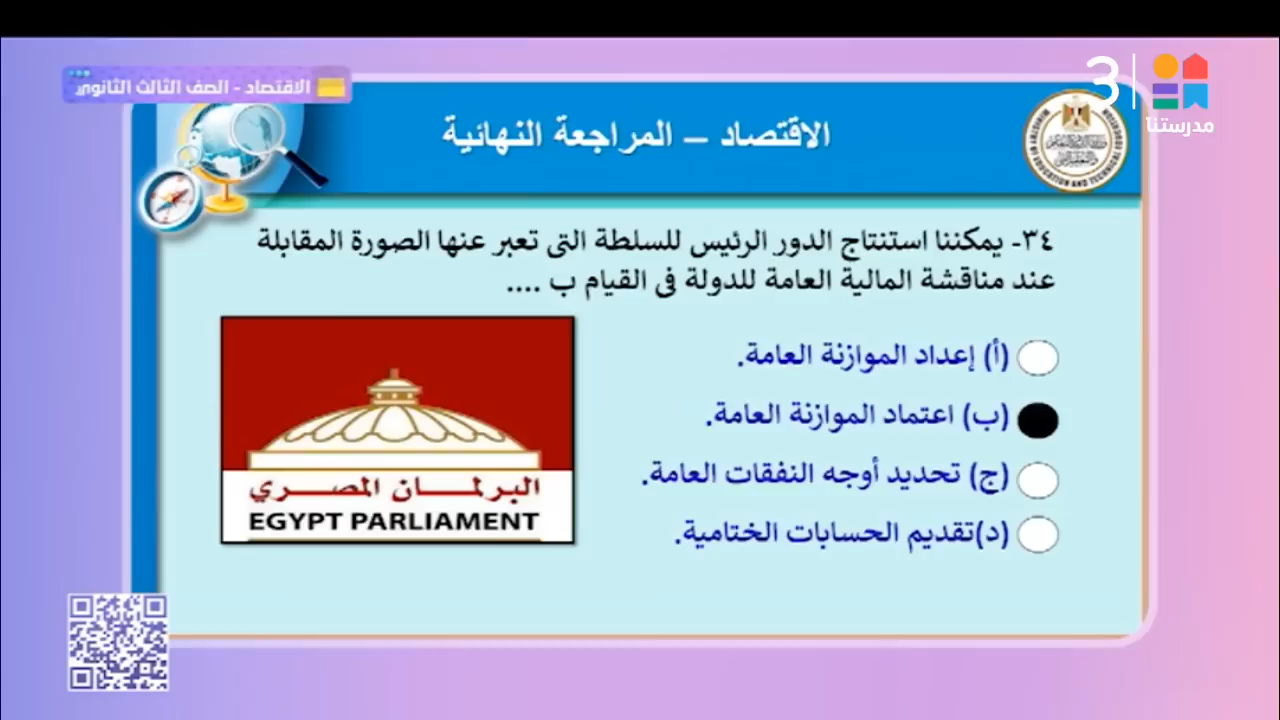 3
مدرستنا
الاقتصاد - الصف الثالث الثانوي
الاقتصاد – المراجعة النهائية
٣٤- يمكننا استنتاج الدور الرئيس للسلطة التى تعبر عنها الصورة المقابلة
عند مناقشة المالية العامة للدولة فى القيام ب ....
(أ) إعداد الموازنة العامة.
(ب) اعتماد الموازنة العامة.
(ج) تحديد أوجه النفقات العامة.
(د)تقديم الحسابات الختامية.
البرلمان المصري
EGYPT PARLIAMENT